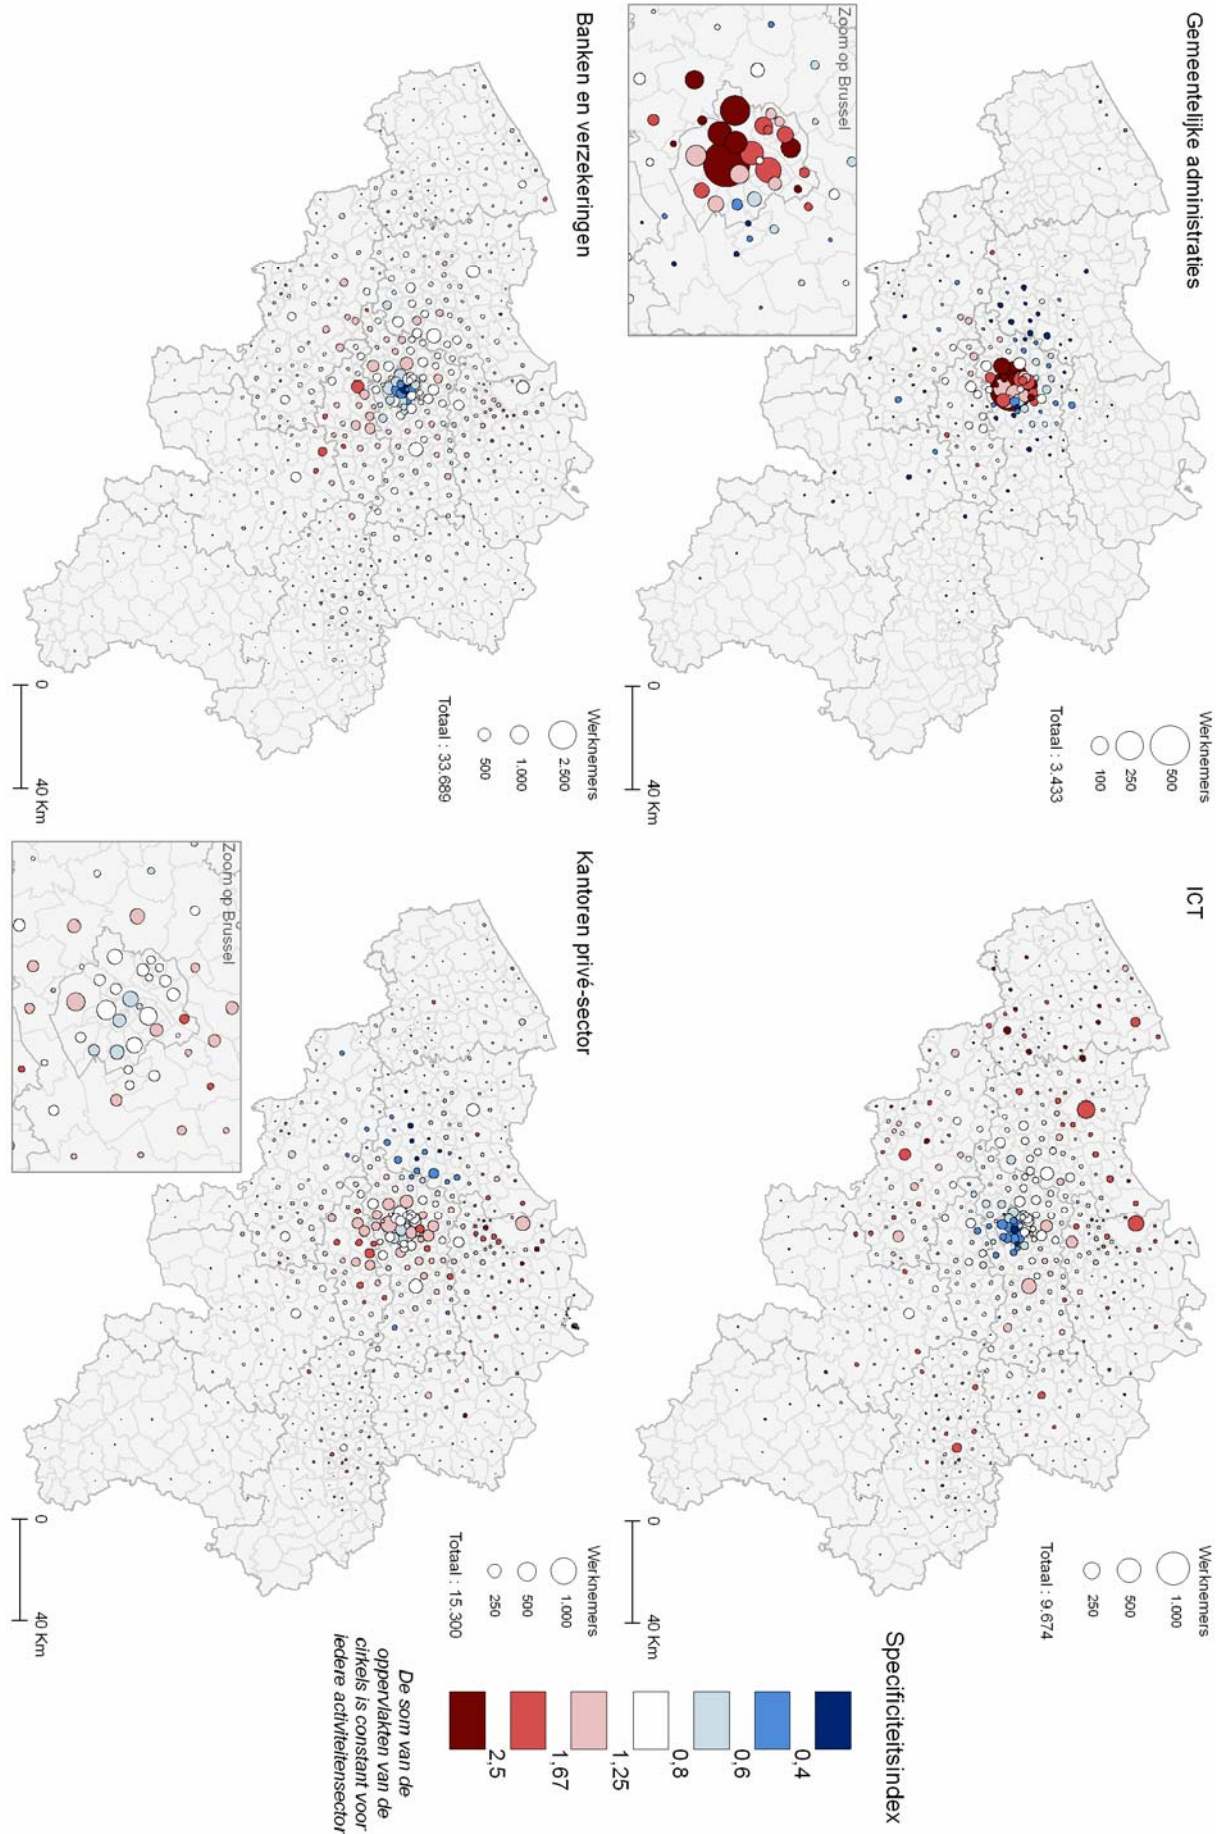 Gemeentelijke administraties
Zoom op Brussel
Werknemers
500
250
100
Totaal : 3.433
0
40 Km
ICT
Werknemers
1.000
500
250
Totaal : 9.674
0
40 Km
Banken en verzekeringen
Werknemers
2.500
1.000
500
Totaal : 33.689
0
40 Km
Kantoren privé-sector
Zoom op Brussel
Werknemers
1.000
500
250
Totaal : 15.300
0
40 Km
Specificiteitsindex
0,4
0,6
0,8
1,25
1,67
2,5
De som van de
oppervlakten van de
cirkels is constant voor
iedere activiteitensector